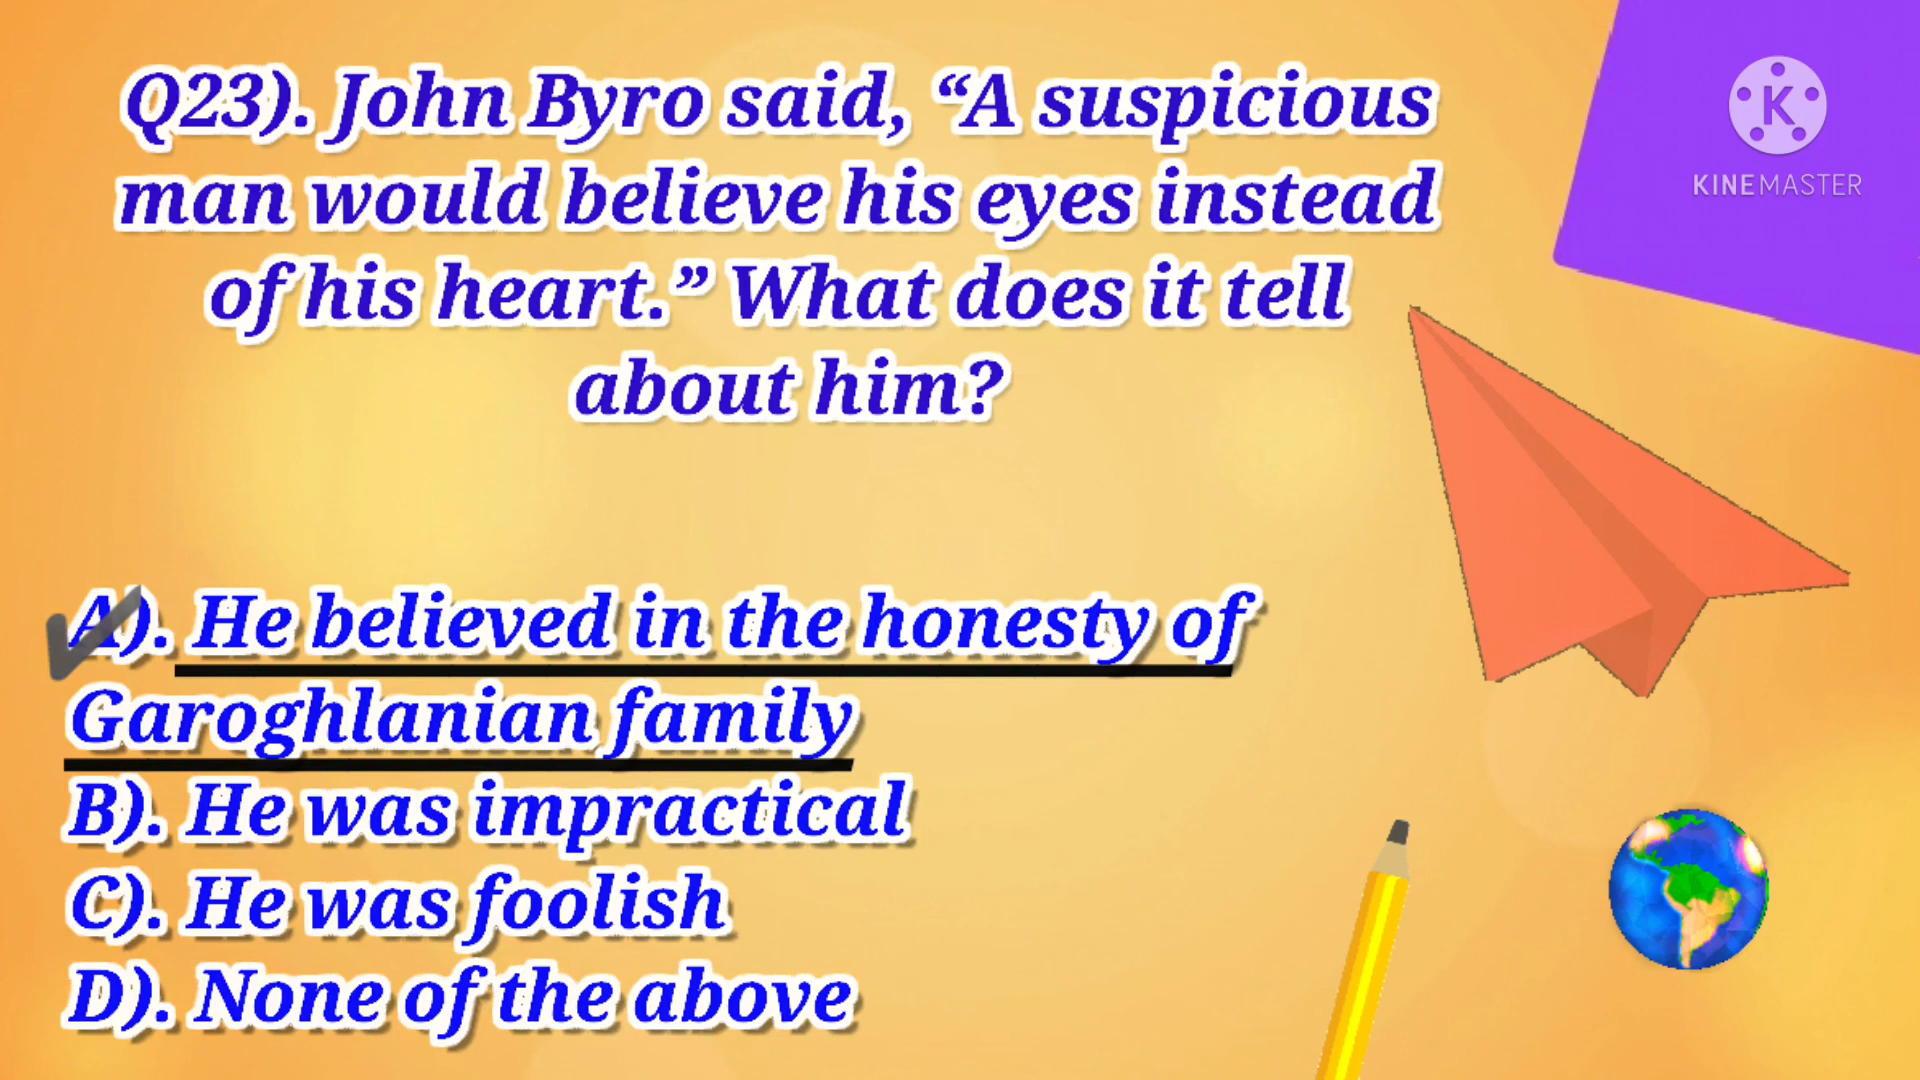 Q23). John Byro said, “A suspicious
man would believe his eyes instead
of his heart.” What does it tell
about him?
K
KINEMASTER
A). He believed in the honesty of
Garoghlanian family
B). He was impractical
C). He was foolish
D). None of the above